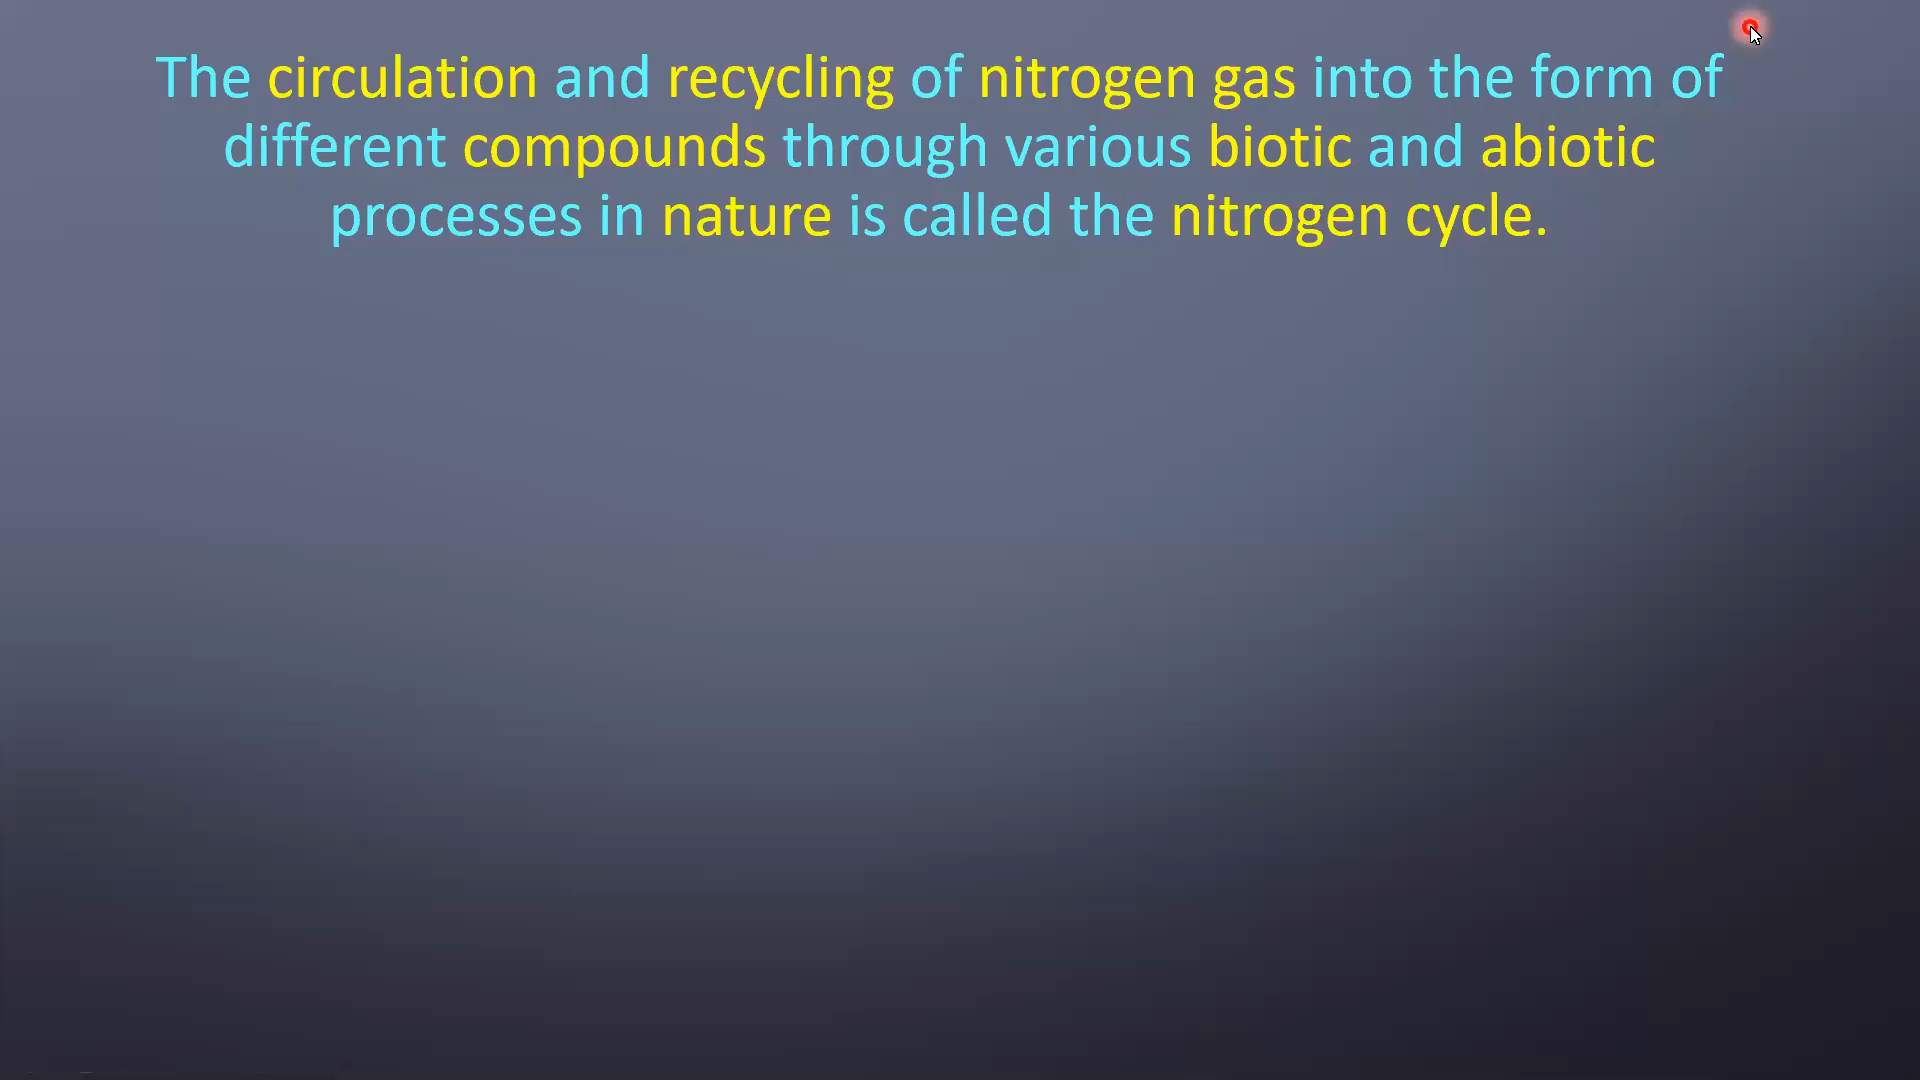 The circulation and recycling of nitrogen gas into the form of
different compounds through various biotic and abiotic
processes in nature is called the nitrogen cycle.